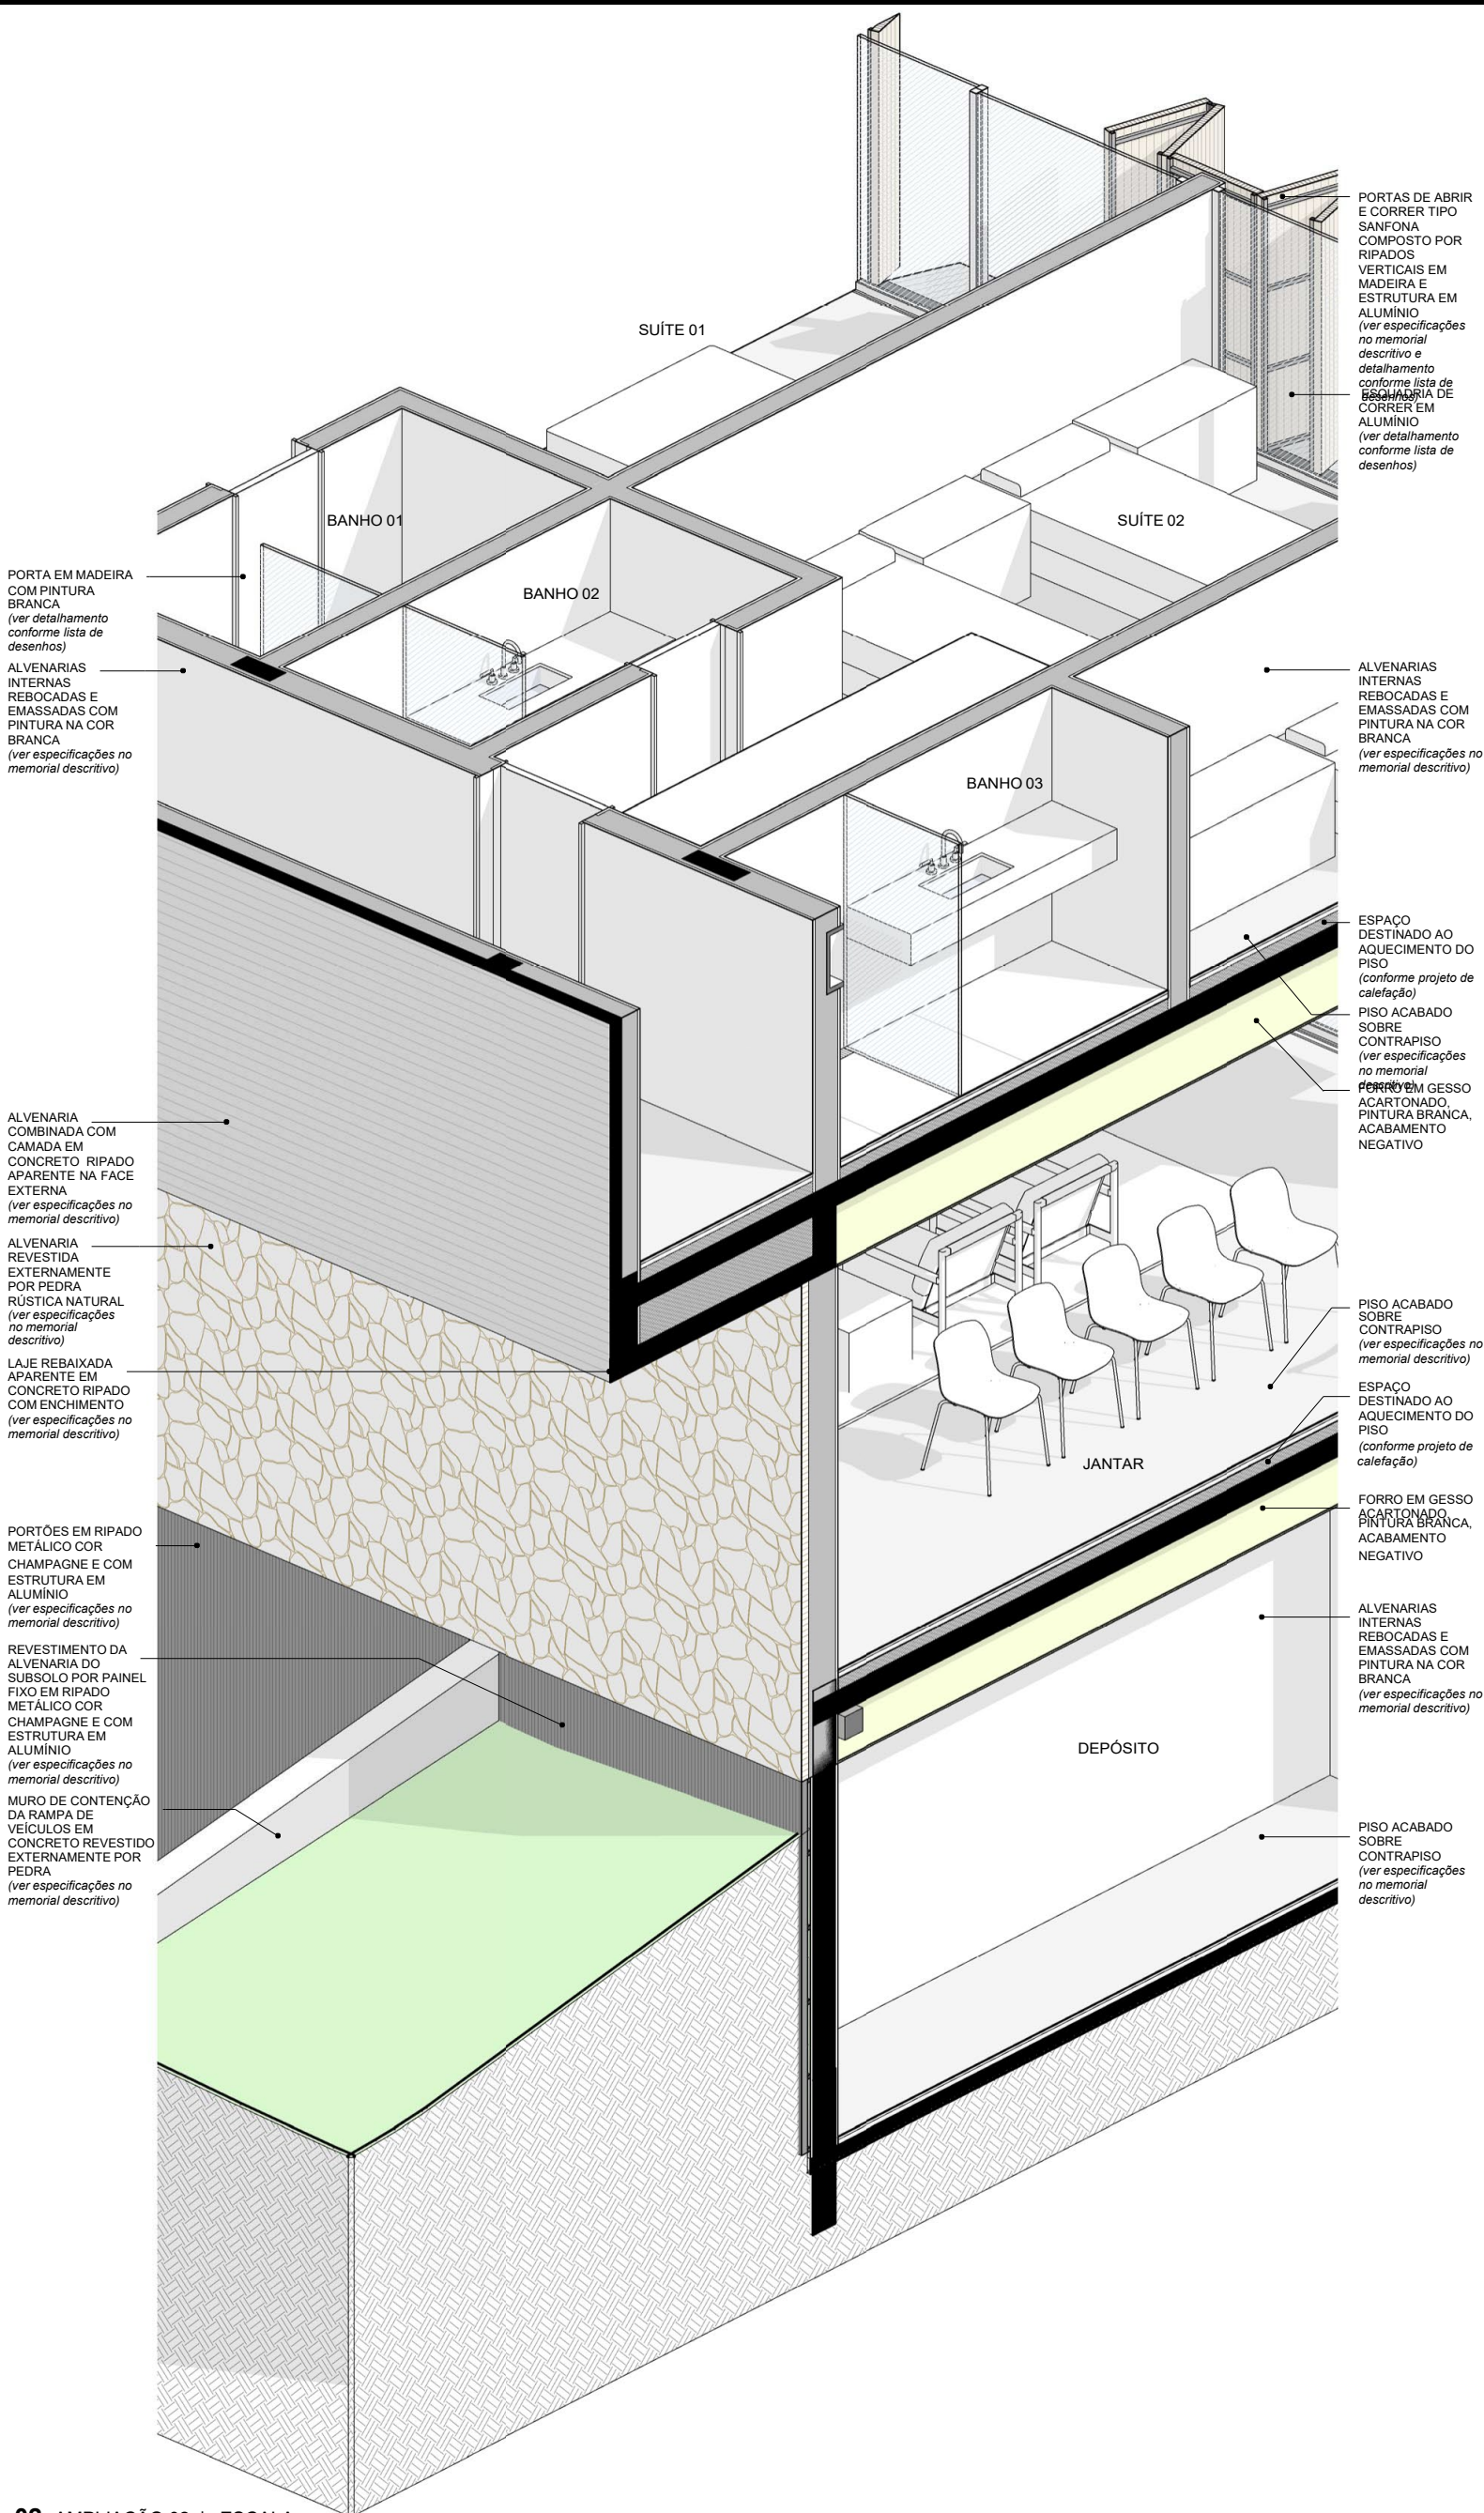 SUÍTE 01
BANHO 01
BANHO 02
SUÍTE 02
BANHO 03
JANTAR
DEPÓSITO
PORTA EM MADEIRA
COM PINTURA
BRANCA
(ver detalhamento
conforme lista de
desenhos)
ALVENARIAS
INTERNAS
REBOCADAS E
EMASSADAS COM
PINTURA NA COR
BRANCA
(ver especificações no
memorial descritivo)
ALVENARIA
COMBINADA COM
CAMADA EM
CONCRETO RIPADO
APARENTE NA FACE
EXTERNA
(ver especificações no
memorial descritivo)
ALVENARIA
REVESTIDA
EXTERNAMENTE
POR PEDRA
RÚSTICA NATURAL
(ver especificações
no memorial
descritivo)
LAJE REBAIXADA
APARENTE EM
CONCRETO RIPADO
COM ENCHIMENTO
(ver especificações no
memorial descritivo)
PORTÕES EM RIPADO
METÁLICO COR
CHAMPAGNE E COM
ESTRUTURA EM
ALUMÍNIO
(ver especificações no
memorial descritivo)
REVESTIMENTO DA
ALVENARIA DO
SUBSOLO POR PAINEL
FIXO EM RIPADO
METÁLICO COR
CHAMPAGNE E COM
ESTRUTURA EM
ALUMÍNIO
(ver especificações no
memorial descritivo)
MURO DE CONTENÇÃO
DA RAMPA DE
VEÍCULOS EM
CONCRETO REVESTIDO
EXTERNAMENTE POR
PEDRA
(ver especificações no
memorial descritivo)
PORTAS DE ABRIR
E CORRER TIPO
SANFONA
COMPOSTO POR
RIPADOS
VERTICAIS EM
MADEIRA E
ESTRUTURA EM
ALUMÍNIO
(ver especificações
no memorial
descritivo e
detalhamento
conforme lista de
desenhos)
ESQUADRIA DE
CORRER EM
ALUMÍNIO
(ver detalhamento
conforme lista de
desenhos)
ALVENARIAS
INTERNAS
REBOCADAS E
EMASSADAS COM
PINTURA NA COR
BRANCA
(ver especificações no
memorial descritivo)
ESPAÇO
DESTINADO AO
AQUECIMENTO DO
PISO
(conforme projeto de
calefação)
PISO ACABADO
SOBRE
CONTRAPISO
(ver especificações
no memorial
descritivo)
FORRO EM GESSO
ACARTONADO,
PINTURA BRANCA,
ACABAMENTO
NEGATIVO
PISO ACABADO
SOBRE
CONTRAPISO
(ver especificações no
memorial descritivo)
ESPAÇO
DESTINADO AO
AQUECIMENTO DO
PISO
(conforme projeto de
calefação)
FORRO EM GESSO
ACARTONADO,
PINTURA BRANCA,
ACABAMENTO
NEGATIVO
ALVENARIAS
INTERNAS
REBOCADAS E
EMASSADAS COM
PINTURA NA COR
BRANCA
(ver especificações no
memorial descritivo)
PISO ACABADO
SOBRE
CONTRAPISO
(ver especificações
no memorial
descritivo)